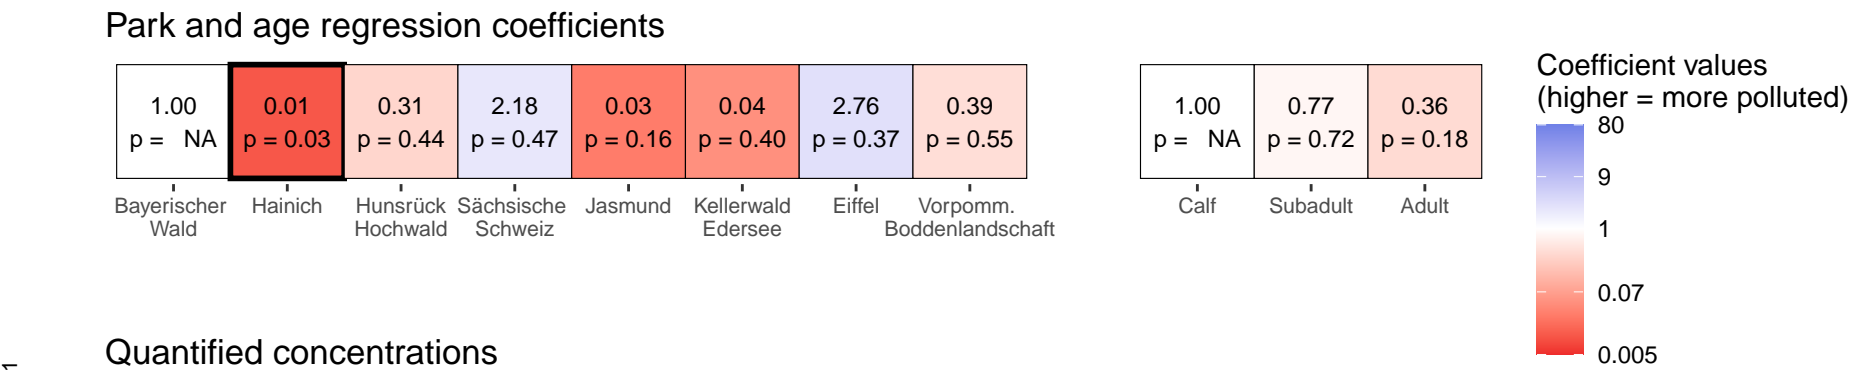 Park and age regression coefficients
1.00 0.01 0.31 2.18 0.03 0.04 2.76 0.39
p = NA p = 0.03 p = 0.44 p = 0.47 p = 0.16 p = 0.40 p = 0.37 p = 0.55
Bayerischer Hainich Hunsrück Sächsische Jasmund Kellerwald Eiffel Vorpomm.
Wald Hochwald Schweiz Edersee Boddenlandschaft
1.00 0.77 0.36
p = NA p = 0.72 p = 0.18
Calf Subadult Adult
Coefficient values
(higher = more polluted)
80
9
1
0.07
0.005
Quantified concentrations
1